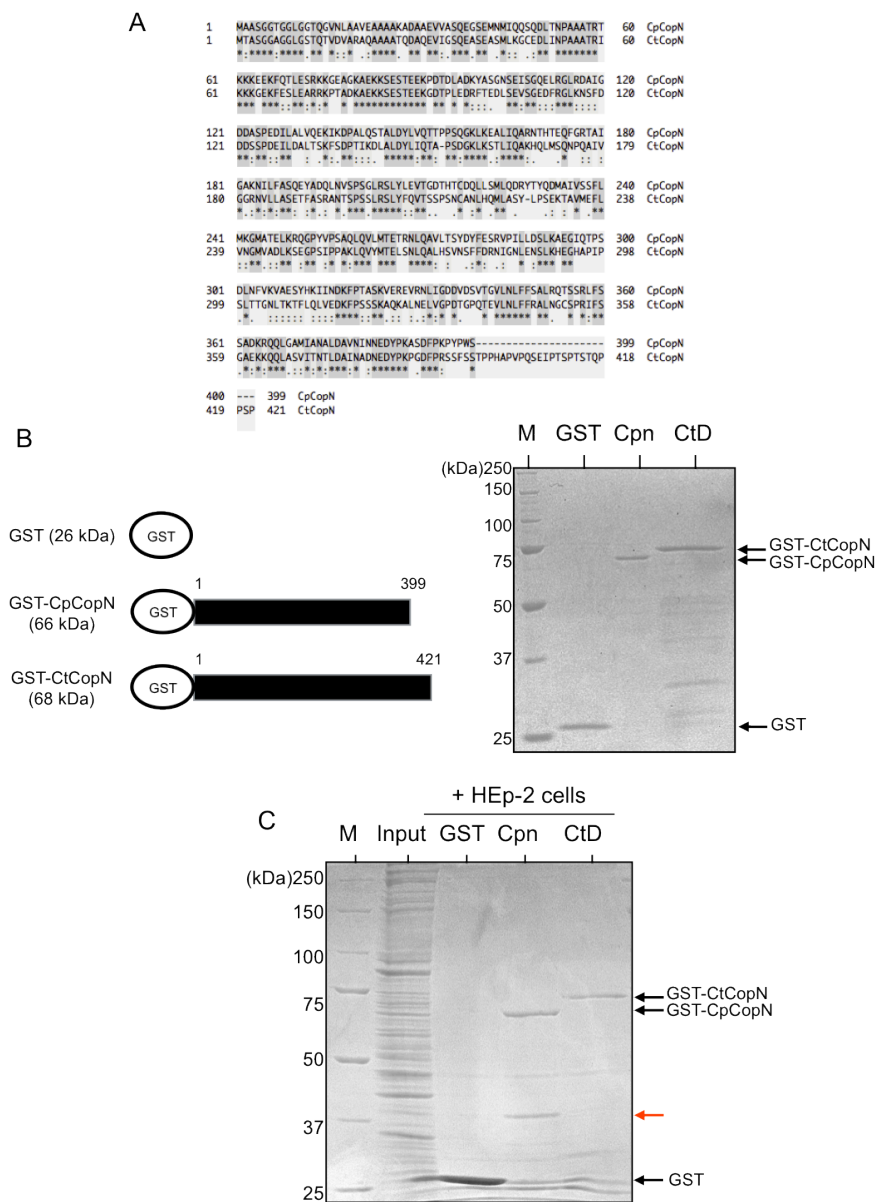 A
1 MAASGGTGGLGGTQGVNLAAVEAAAAKADAAEVVASQEGSEMNMIQQSQDLTNPAAATRT 60 CpCopN
1 MTASGGAGGLGSTQTVDVARAQAAAATQDAQEVIGSQEASEASMLKGCEDLINPAAATRI 60 CtCopN
61 KKKEEKFQTLESRKKGEAGKAEKKSESTEEKPDTDLADKYASGNSEISGQELRGLRDAIG 120 CpCopN
61 KKKGEKFESLEARRKPTADKAEKKSESTEEKGDTPLEDRFTEDLSEVSGEDFRGLKNSFD 120 CtCopN
121 DDASPEDILALVQEKIKDPALQSTALDYLVQTTPPSQGKLKEALIQARNTHTEQFGRTAI 180 CpCopN
121 DDSSPDEILDALTSKFSDPTIKDLALDYLIQTA-PSDGKLKSTLIQAKHQLMSQNPQAIV 179 CtCopN
181 GAKNILFASQEYADQLNVSPSGLRSLYLEVTGDTHTCDQLLSMLQDRYTYQDMAIVSSFL 240 CpCopN
180 GGRNVLLASETFASRANTSPSSLRSLYFQVTSSPSNCANLHQMLASY-LPSEKTAVMEFL 238 CtCopN
241 MKGMATELKRQGPYVPSAQLQVLMTETRNLQAVLTSYDYFESRVPILLDSLKAEGIQTPS 300 CpCopN
239 VNGMVADLKSEGPSIPPAKLQVYMTELSNLQALHSVNSFFDRNIGNLENSLKHEGHAPIP 298 CtCopN
301 DLNFVKVAESYHKIINDKFPTASKVEREVRNLIGDDVDSVTGVLNLFFSALRQTSSRLFS 360 CpCopN
299 SLTTGNLTKTFLQLVEDKFPSSSKAQKALNELVGPDTGPQTEVLNLFFRALNGCSPRIFS 358 CtCopN
361 SADKRQQLGAMIANALDAVNINNEDYPKASDFPKPYPWS--------------------- 399 CpCopN
359 GAEKKQQLASVITNTLDAINADNEDYPKPGDFPRSSFSSTPPHAPVPQSEIPTSPTSTQP 418 CtCopN
400 --- 399 CpCopN
419 PSP 421 CtCopN
B
M GST Cpn CtD
(kDa) 250
150
100
75
50
37
25
GST-CtCopN
GST-CpCopN
GST
GST (26 kDa)
GST
GST-CpCopN
(66 kDa)
GST
1 399
GST-CtCopN
(68 kDa)
GST
1 421
C
+ HEp-2 cells
M Input GST Cpn CtD
(kDa) 250
150
100
75
50
37
25
GST-CtCopN
GST-CpCopN
GST